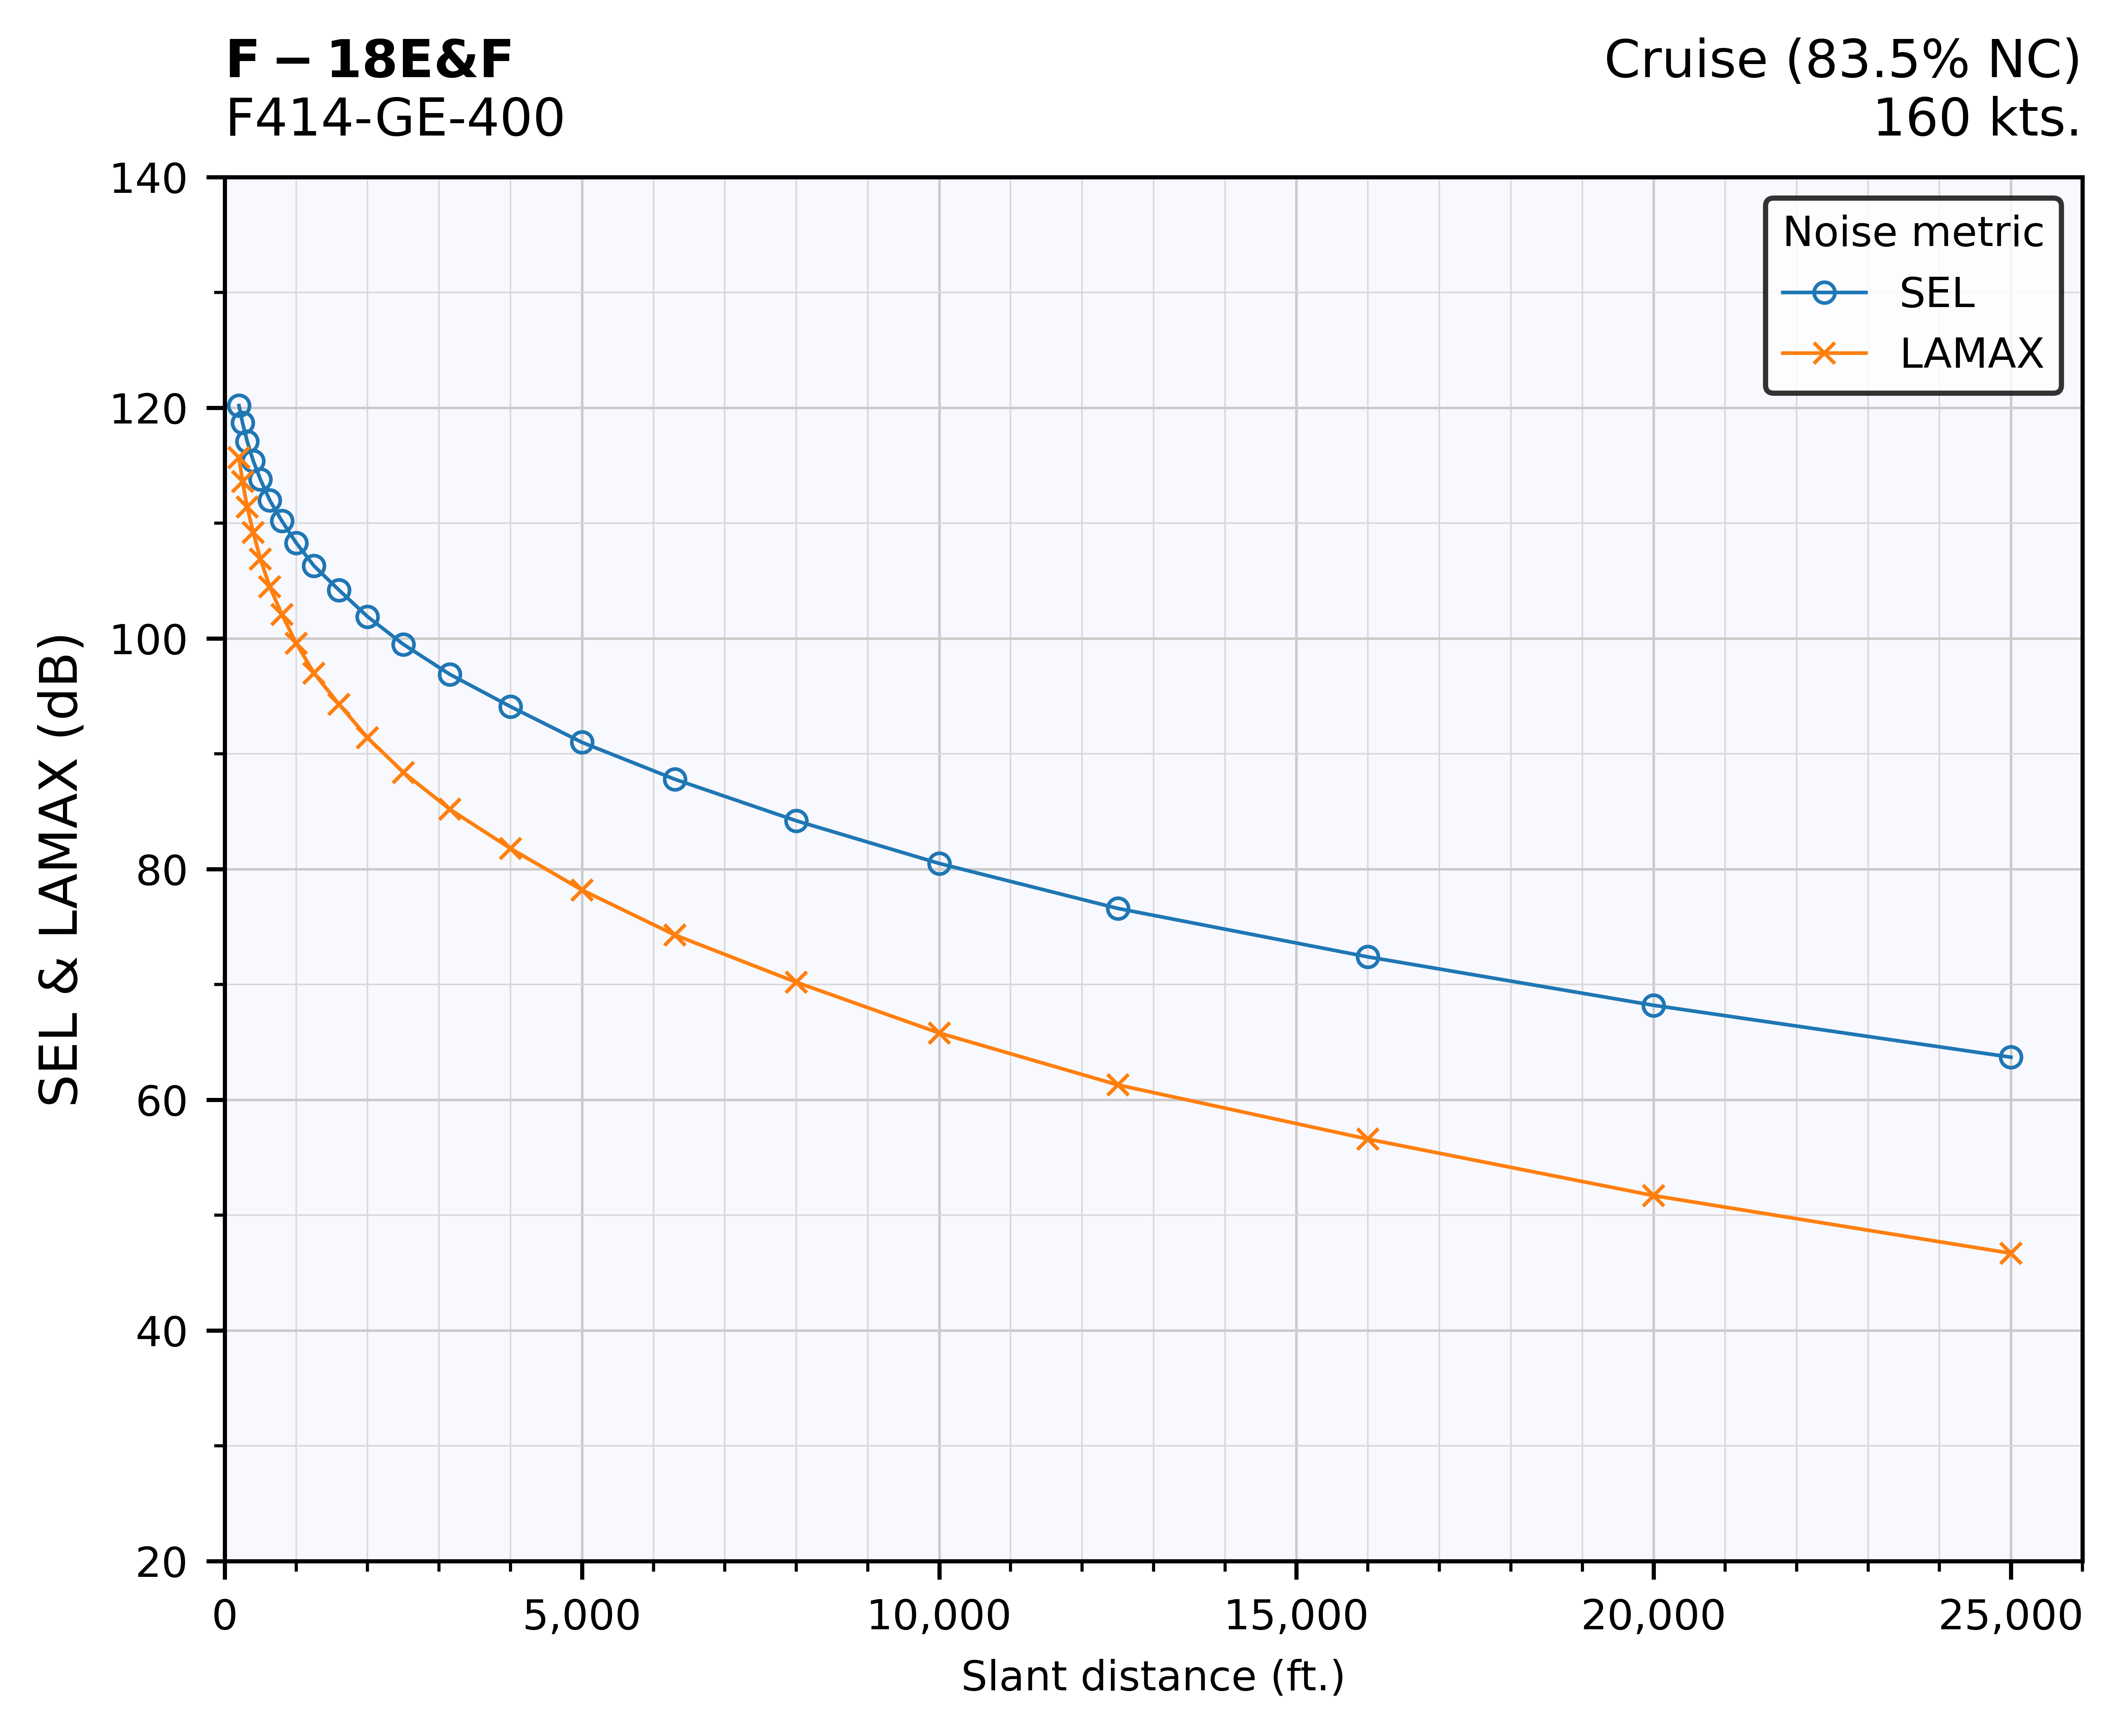 F − 18E&F
F414-GE-400
Cruise (83.5% NC)
160 kts.
Noise metric
SEL
LAMAX
SEL & LAMAX (dB)
140
120
100
80
60
40
20
0
5,000
10,000
15,000
20,000
25,000
Slant distance (ft.)